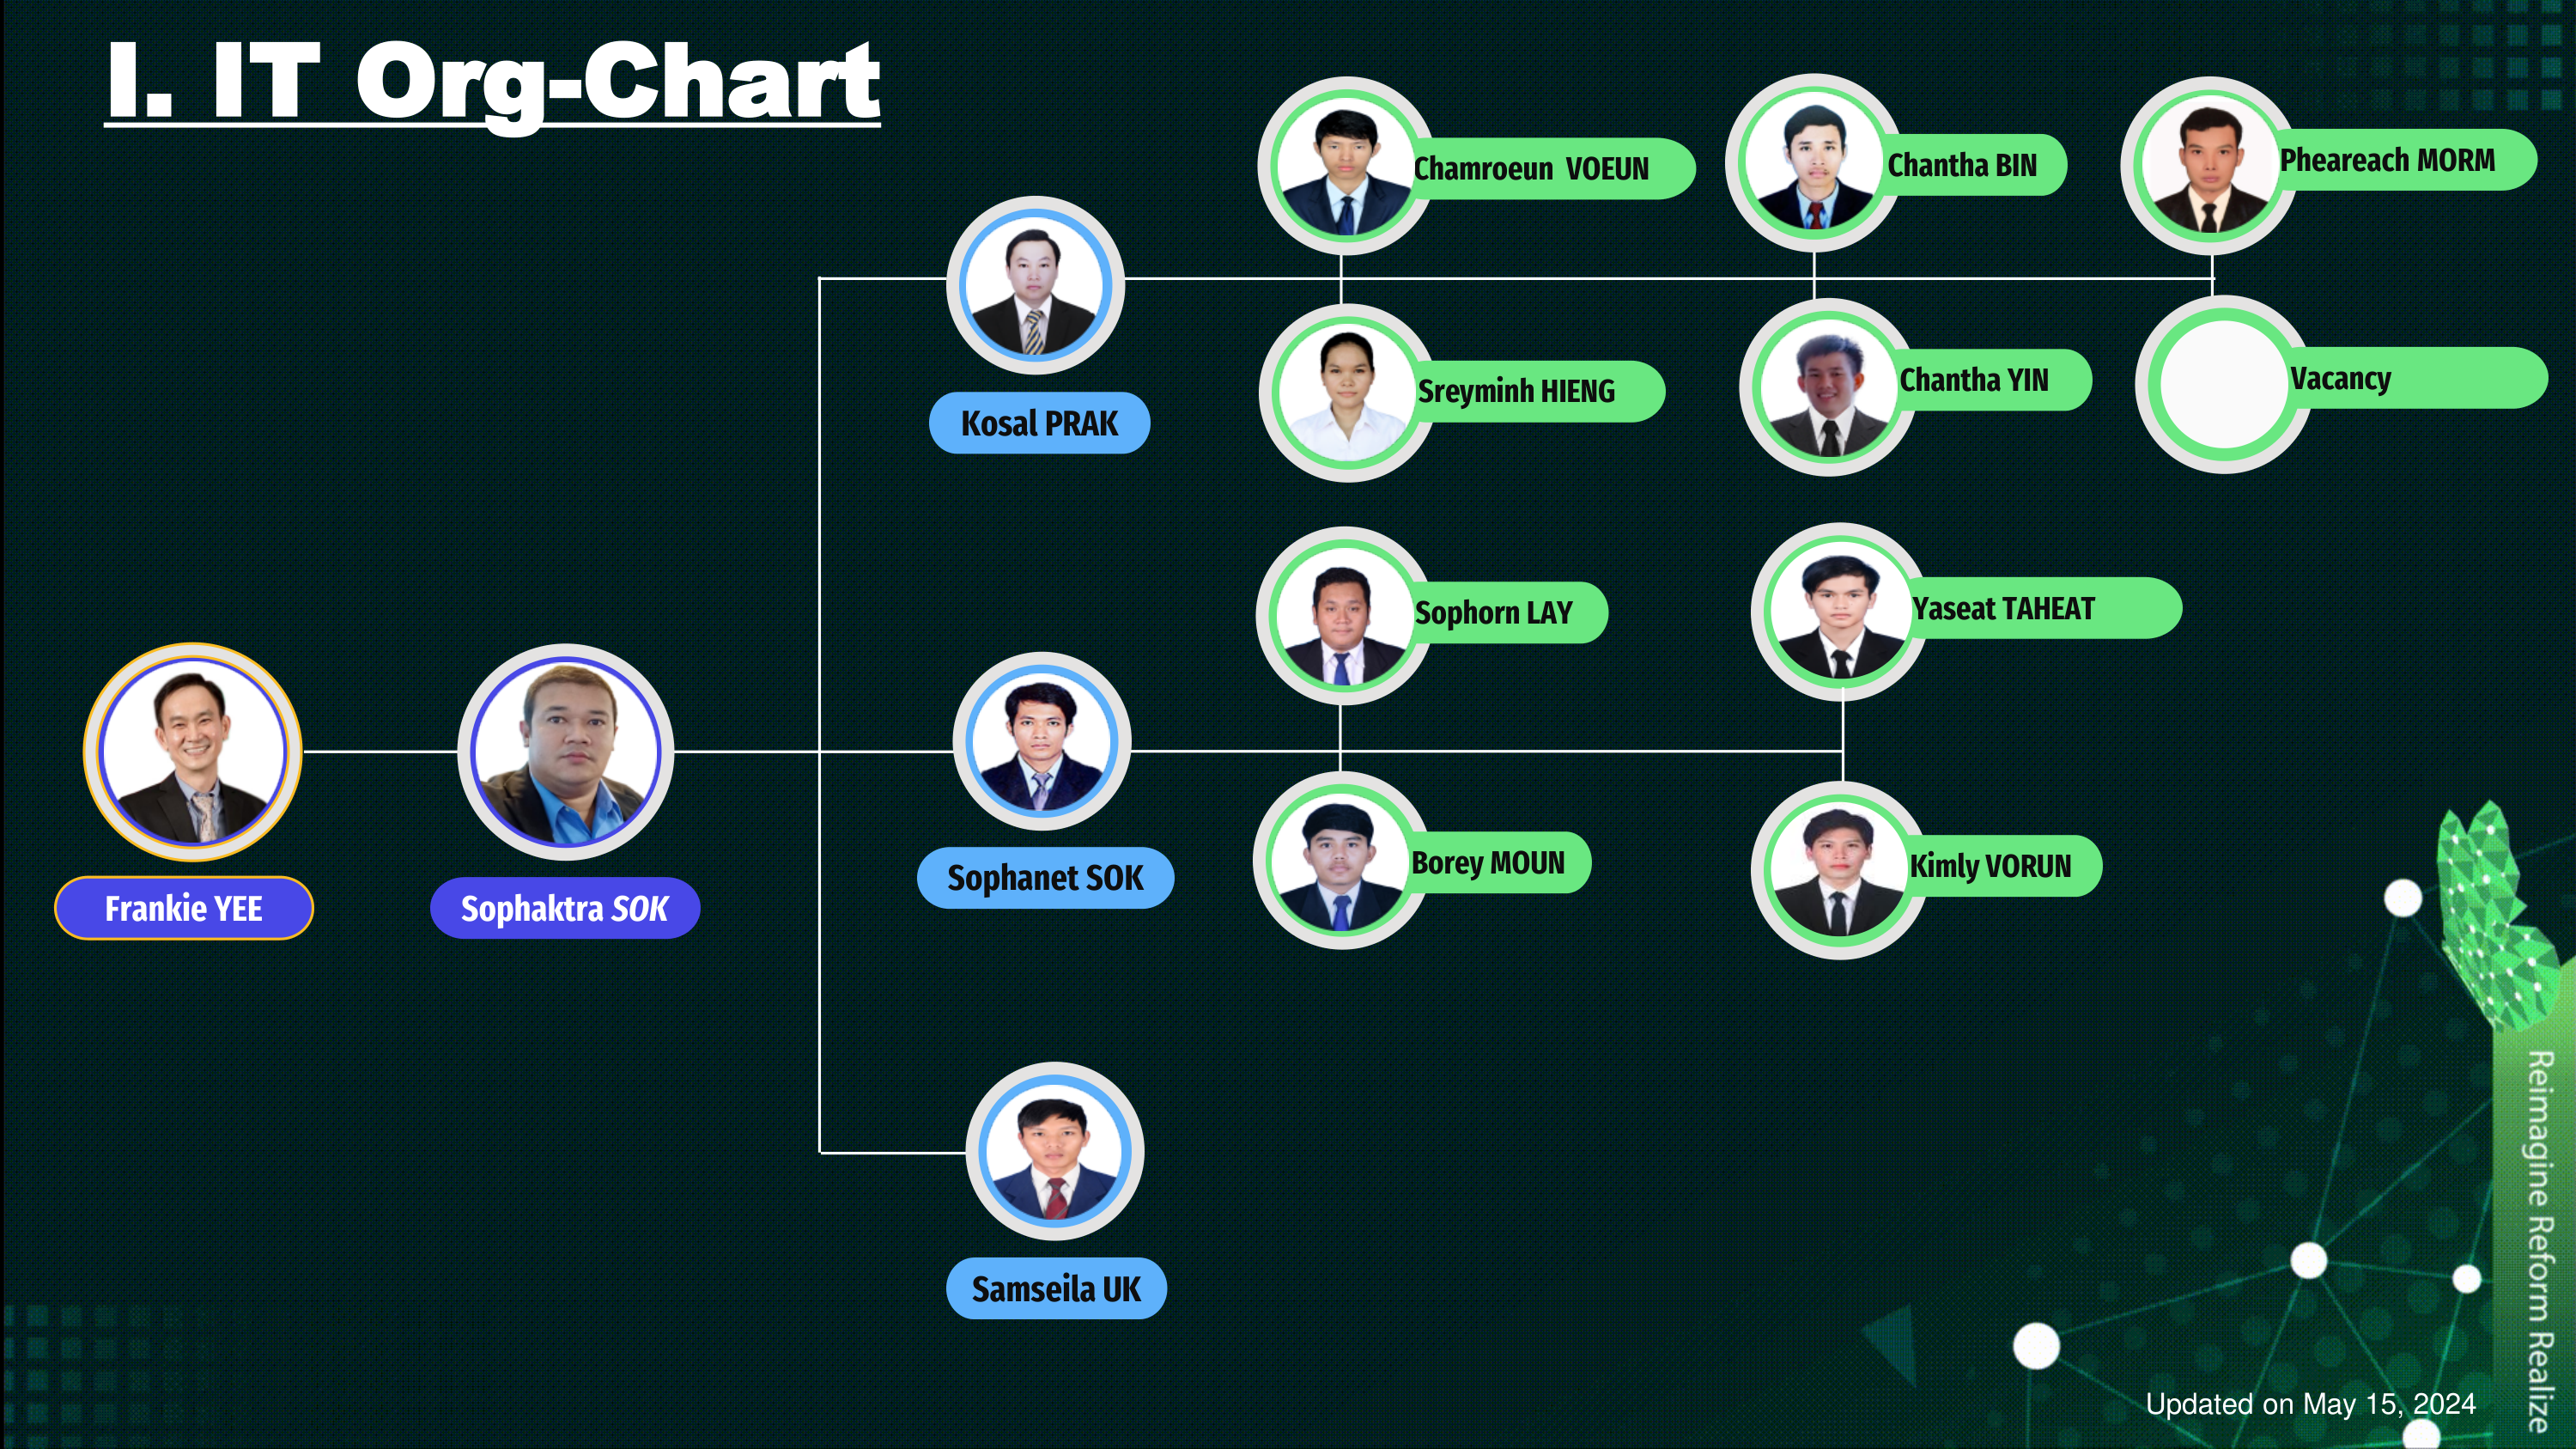 I. IT Org-Chart
Chamroeun VOEUN
Chantha BIN
Pheareach MORM
Kosal PRAK
Sreyminh HIENG
Chantha YIN
Vacancy
Sophorn LAY
Yaseat TAHEAT
Frankie YEE
Sophaktra SOK
Sophanet SOK
Borey MOUN
Kimly VORUN
Samseila UK
Reimagine Reform Realize
Updated on May 15, 2024